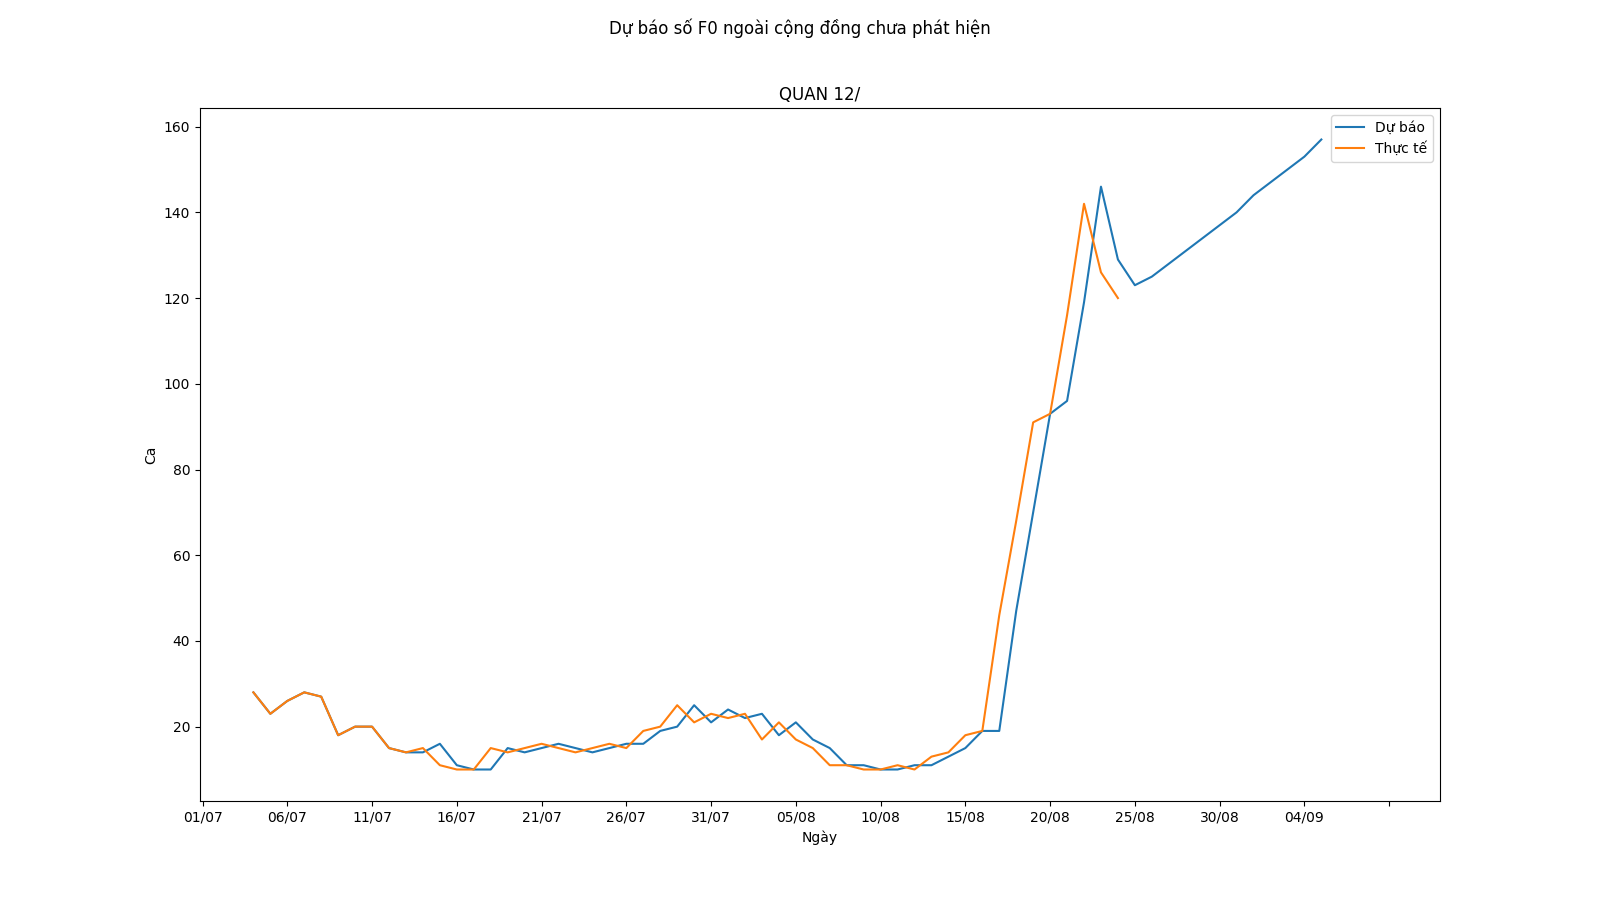 Dự báo số F0 ngoài cộng đồng chưa phát hiện
QUAN 12/
Dự báo
Thực tế
160
140
120
100
80
60
40
20
Ca
01/07 06/07 11/07 16/07 21/07 26/07 31/07 05/08 10/08 15/08 20/08 25/08 30/08 04/09
Ngày